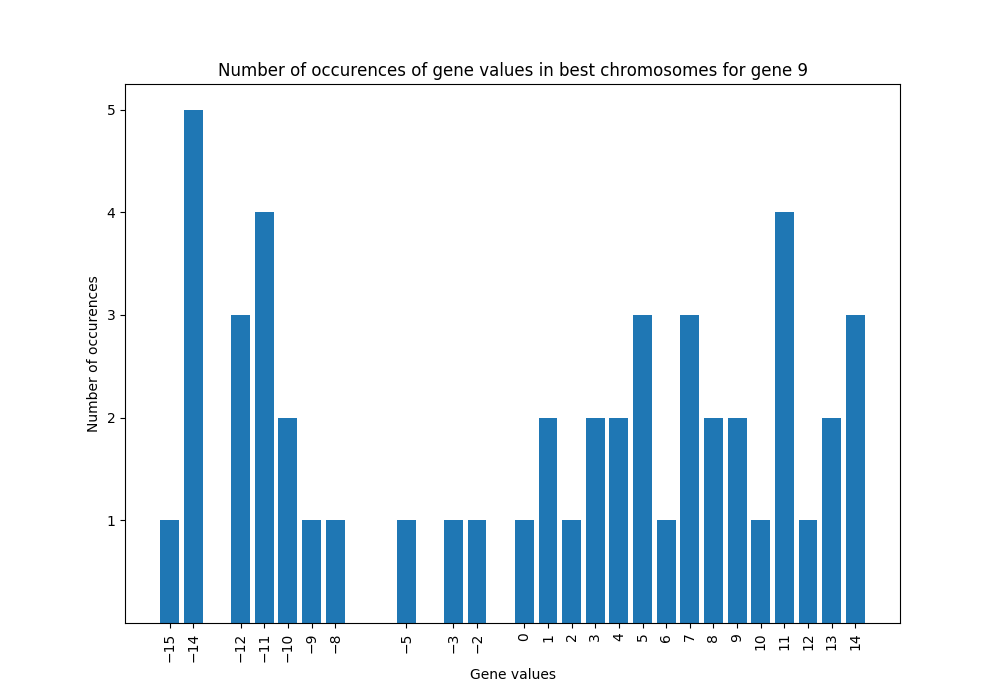 Number of occurences of gene values in best chromosomes for gene 9
5
4
3
2
1
Number of occurences
−15 −14 −12 −11 −10 −9 −8 −5 −3 −2 0 1 2 3 4 5 6 7 8 9 10 11 12 13 14
Gene values